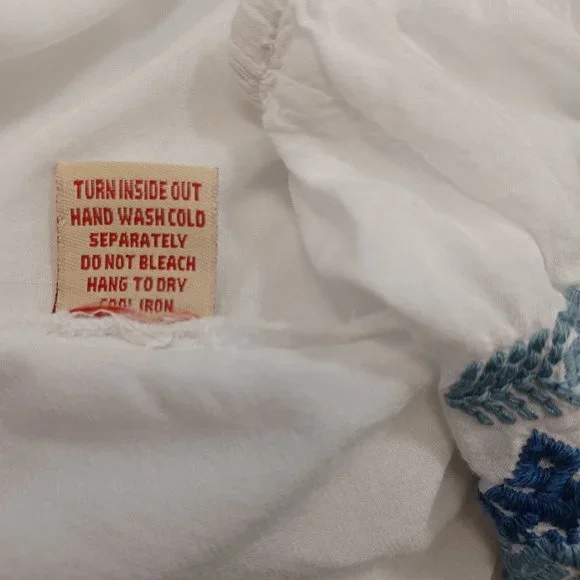 TURN INSIDE OUT
HAND WASH COLD
SEPARATELY
DO NOT BLEACH
HANG TO DRY
COOL IRON